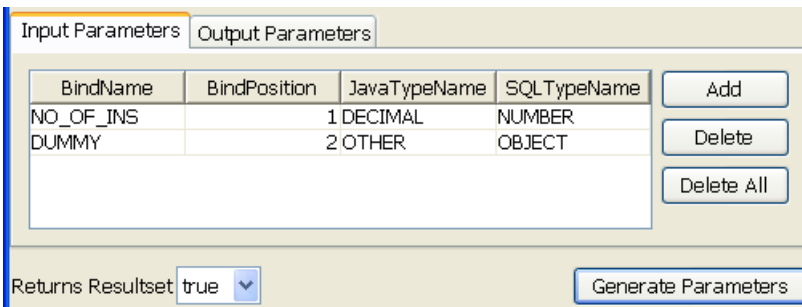 Input Parameters Output Parameters
BindName BindPosition JavaTypeName SQLTypeName Add
NO_OF_INS 1 DECIMAL NUMBER
DUMMY 2 OTHER OBJECT Delete
Delete All
Returns Resultset true Generate Parameters